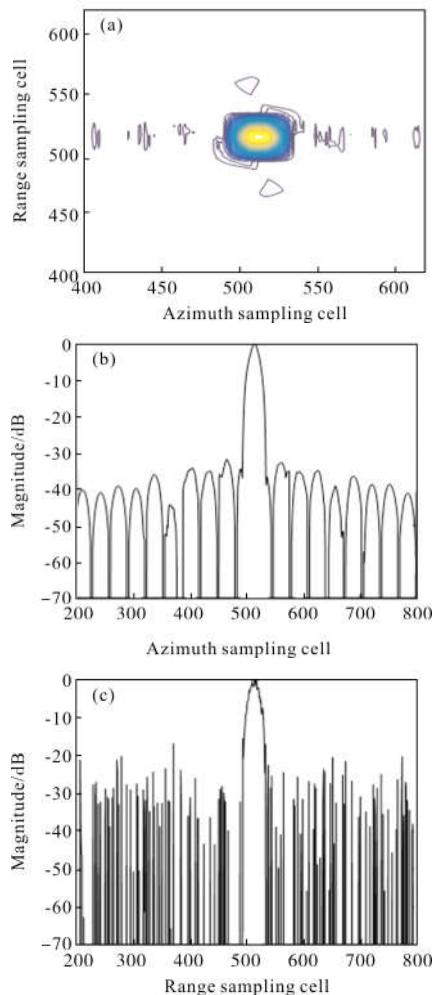 (a)
Range sampling cell
600
550
500
450
400
400 450 500 550 600
Azimuth sampling cell
(b)
Magnitude/dB
0
-10
-20
-30
-40
-50
-60
-70
200 300 400 500 600 700 800
Azimuth sampling cell
(c)
Magnitude/dB
0
-10
-20
-30
-40
-50
-60
-70
200 300 400 500 600 700 800
Range sampling cell